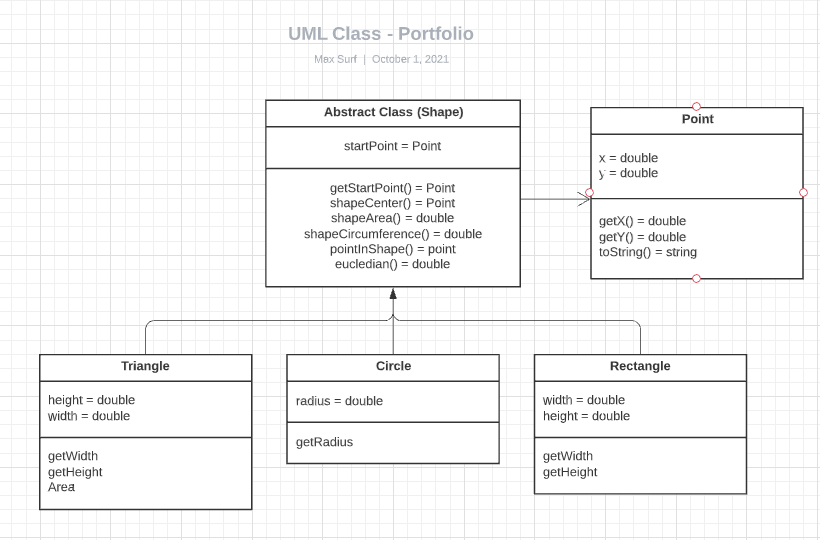 UML Class - Portfolio
Max Surf | October 1, 2021
Abstract Class (Shape)
startPoint = Point
getStartPoint() = Point
shapeCenter() = Point
shapeArea() = double
shapeCircumference() = double
pointInShape() = point
eucledian() = double
Point
x = double
y = double
getX() = double
getY() = double
toString() = string
Triangle
height = double
width = double
getWidth
getHeight
Area
Circle
radius = double
getRadius
Rectangle
width = double
height = double
getWidth
getHeight